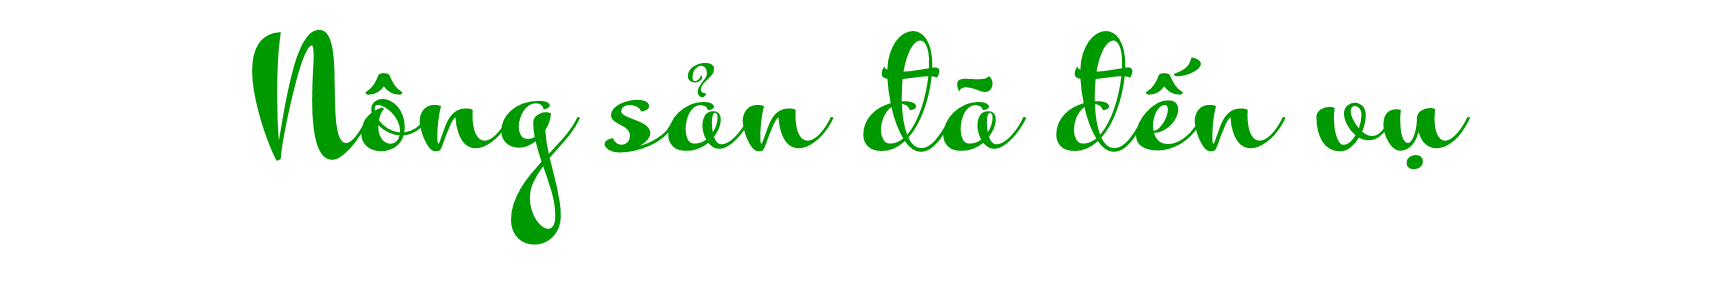 Nông sản đã đến vụ